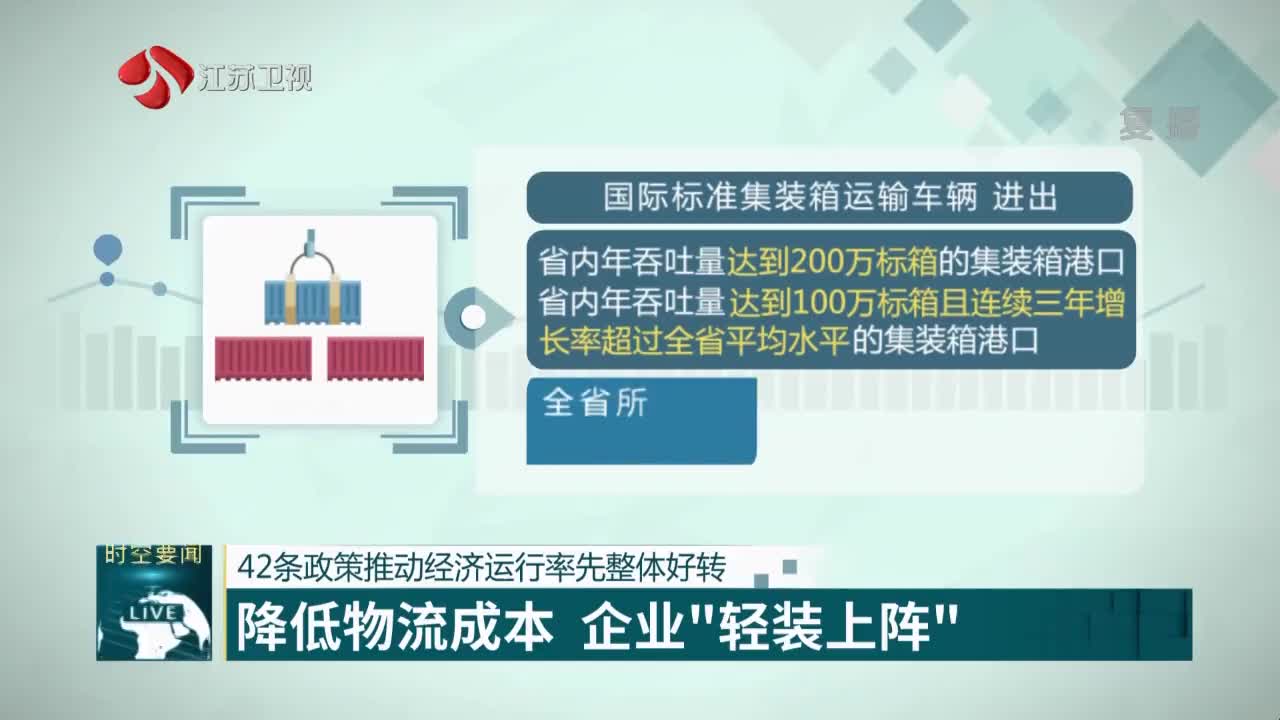 江苏卫视
复播
国际标准集装箱运输车辆 进出
省内年吞吐量达到200万标箱的集装箱港口
省内年吞吐量达到100万标箱且连续三年增
长率超过全省平均水平的集装箱港口
全省所
时空要闻
LIVE
42条政策推动经济运行率先整体好转
降低物流成本 企业"轻装上阵"